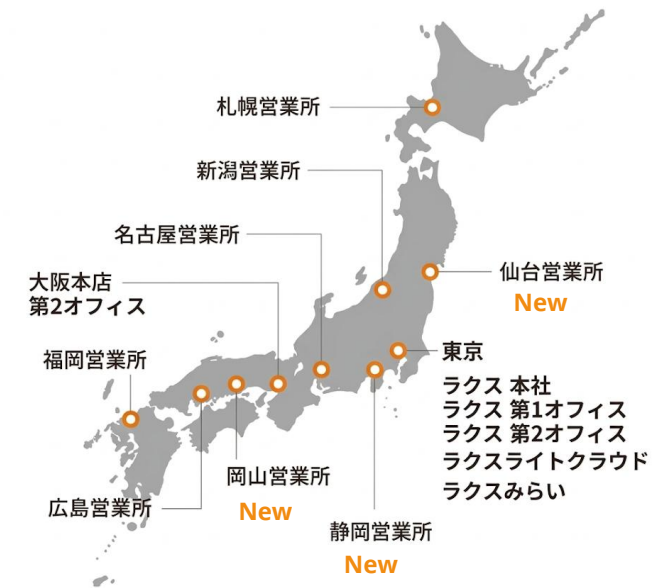 札幌営業所
新潟営業所
名古屋営業所
仙台営業所
New
大阪本店
第2オフィス
福岡営業所
東京
ラクス 本社
ラクス 第1オフィス
ラクス 第2オフィス
ラクスライトクラウド
ラクスみらい
岡山営業所
New
広島営業所
静岡営業所
New